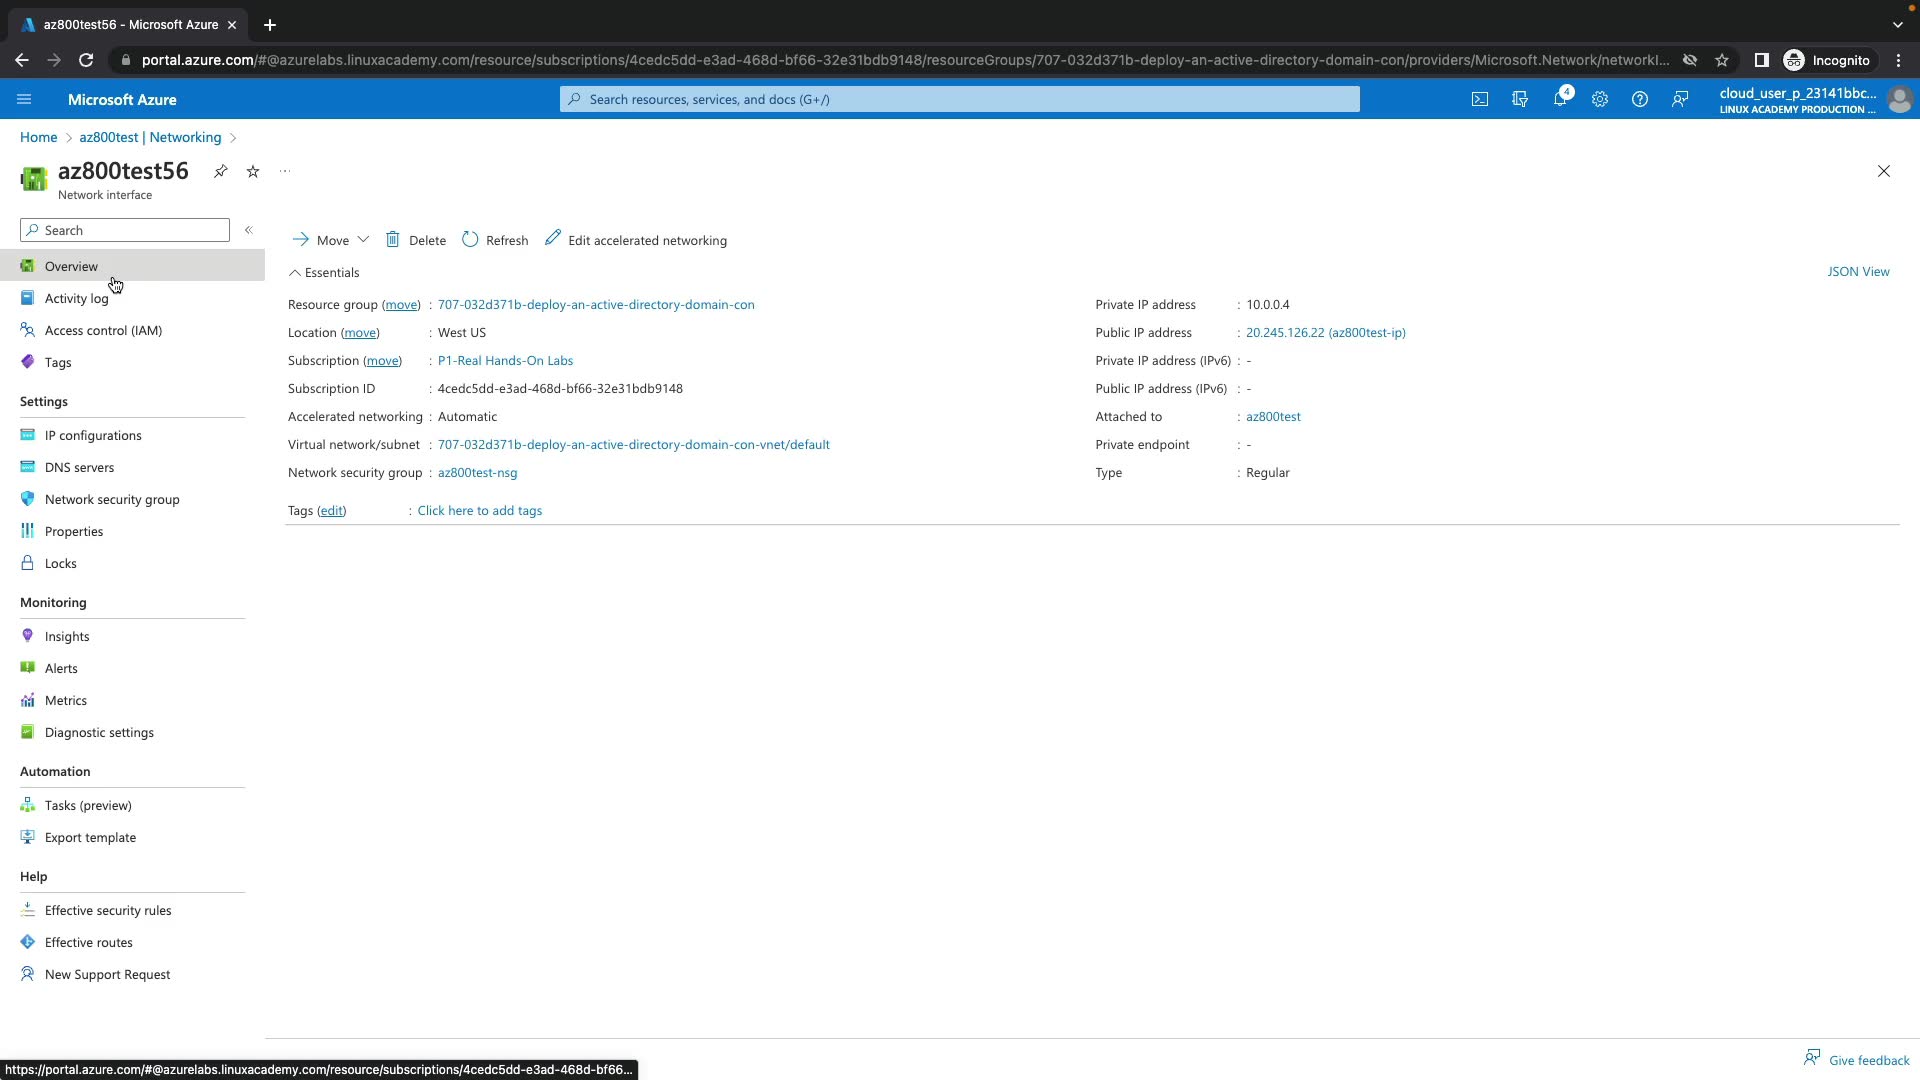 az800test56 - Microsoft Azure
portal.azure.com/#@azurelabs.linuxacademy.com/resource/subscriptions/4cedc5dd-e3ad-468d-bf66-32e31bdb9148/resourceGroups/707-032d371b-deploy-an-active-directory-domain-con/providers/Microsoft.Network/networkI...
Incognito
Microsoft Azure
Search resources, services, and docs (G+/)
4
cloud_user_p_23141bbc...
LINUX ACADEMY PRODUCTION ...
Home > az800test | Networking >
az800test56
Network interface
Search
Overview
Activity log
Access control (IAM)
Tags
Settings
IP configurations
DNS servers
Network security group
Properties
Locks
Monitoring
Insights
Alerts
Metrics
Diagnostic settings
Automation
Tasks (preview)
Export template
Help
Effective security rules
Effective routes
New Support Request
Move Delete Refresh Edit accelerated networking
Essentials
JSON View
Resource group (move) : 707-032d371b-deploy-an-active-directory-domain-con
Location (move) : West US
Subscription (move) : P1-Real Hands-On Labs
Subscription ID : 4cedc5dd-e3ad-468d-bf66-32e31bdb9148
Accelerated networking : Automatic
Virtual network/subnet : 707-032d371b-deploy-an-active-directory-domain-con-vnet/default
Network security group : az800test-nsg
Private IP address : 10.0.0.4
Public IP address : 20.245.126.22 (az800test-ip)
Private IP address (IPv6) : -
Public IP address (IPv6) : -
Attached to : az800test
Private endpoint : -
Type : Regular
Tags (edit) : Click here to add tags
Give feedback
https://portal.azure.com/#@azurelabs.linuxacademy.com/resource/subscriptions/4cedc5dd-e3ad-468d-bf66...